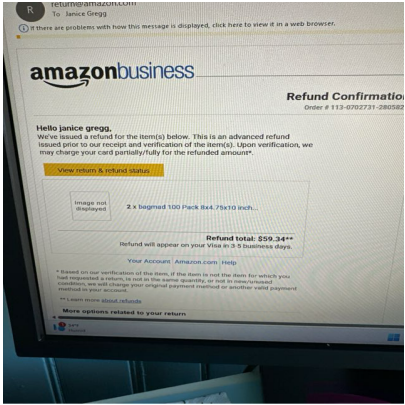 R
return@amazon.com
To Janice Gregg
If there are problems with how this message is displayed, click here to view it in a web browser.
amazonbusiness
Refund Confirmation
Order # 113-0702731-280582
Hello janice gregg,
We've issued a refund for the item(s) below. This is an advanced refund
issued prior to our receipt and verification of the item(s). Upon verification, we
may charge your card partially/fully for the refunded amount*.
View return & refund status
Image not
displayed
2 x bagmad 100 Pack 8x4.75x10 inch...
Refund total: $59.34**
Refund will appear on your Visa in 3-5 business days.
Your Account Amazon.com Help
* Based on our verification of the item, if the item is not the item for which you
had requested a return, is not in the same quantity, or not in new/unused
condition, we will charge your original payment method or another valid payment
method in your account.
** Learn more about refunds
More options related to your return